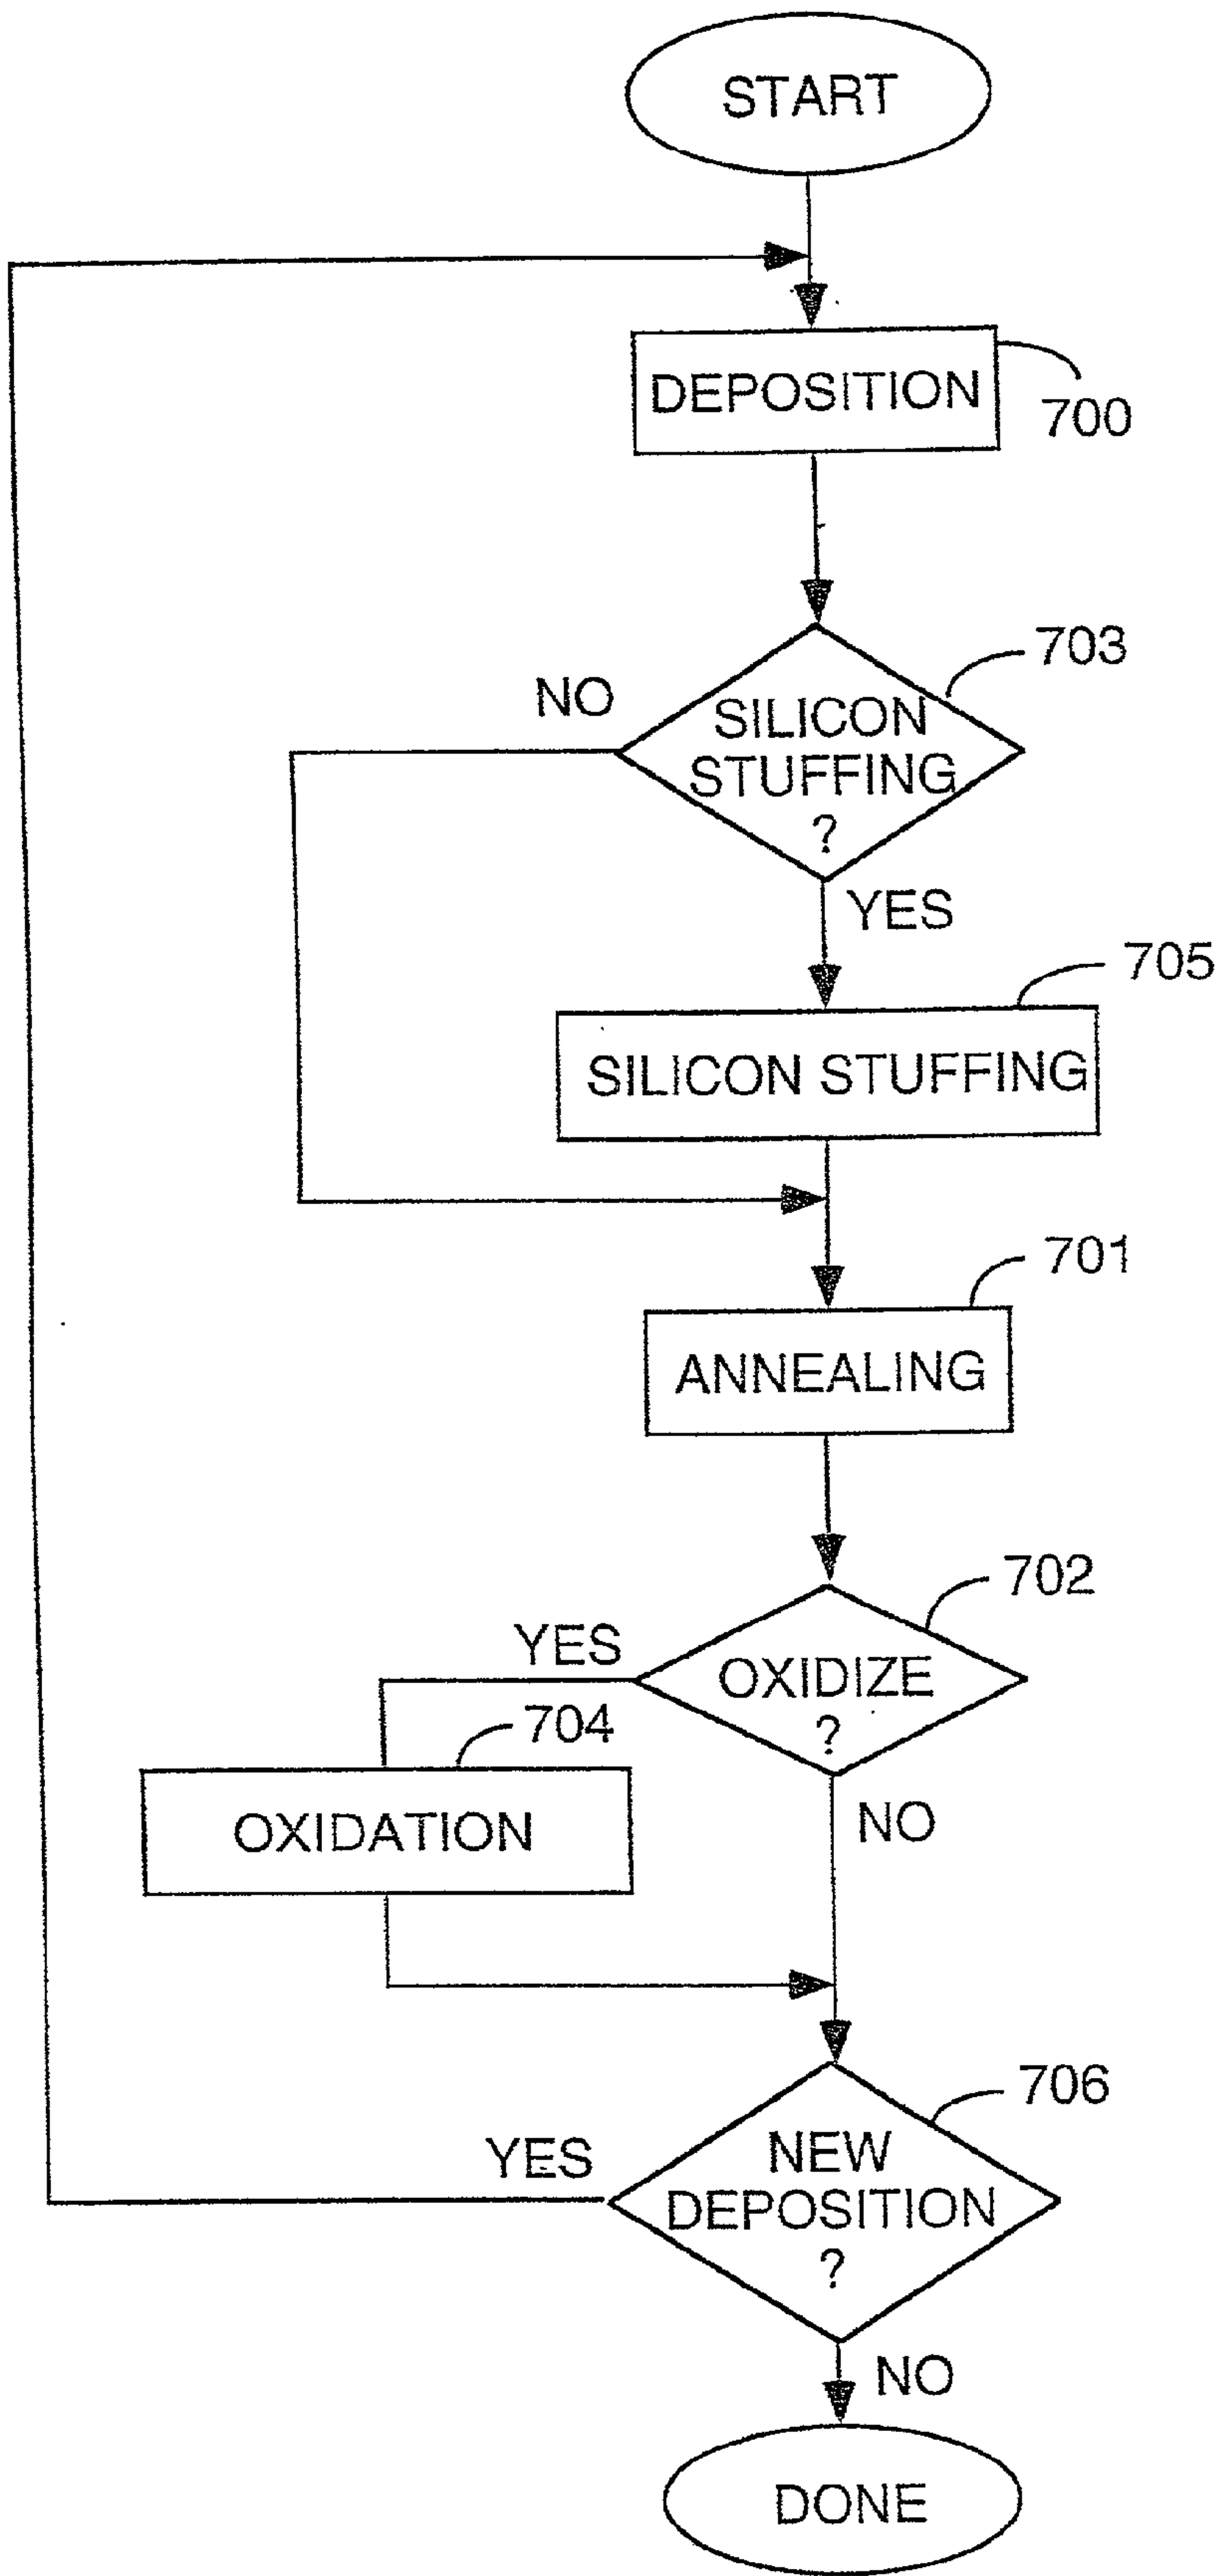 START
DEPOSITION
700
703
NO
SILICON
STUFFING
?
YES
705
SILICON STUFFING
701
ANNEALING
702
YES
OXIDIZE
?
704
OXIDATION
NO
706
YES
NEW
DEPOSITION
?
NO
DONE